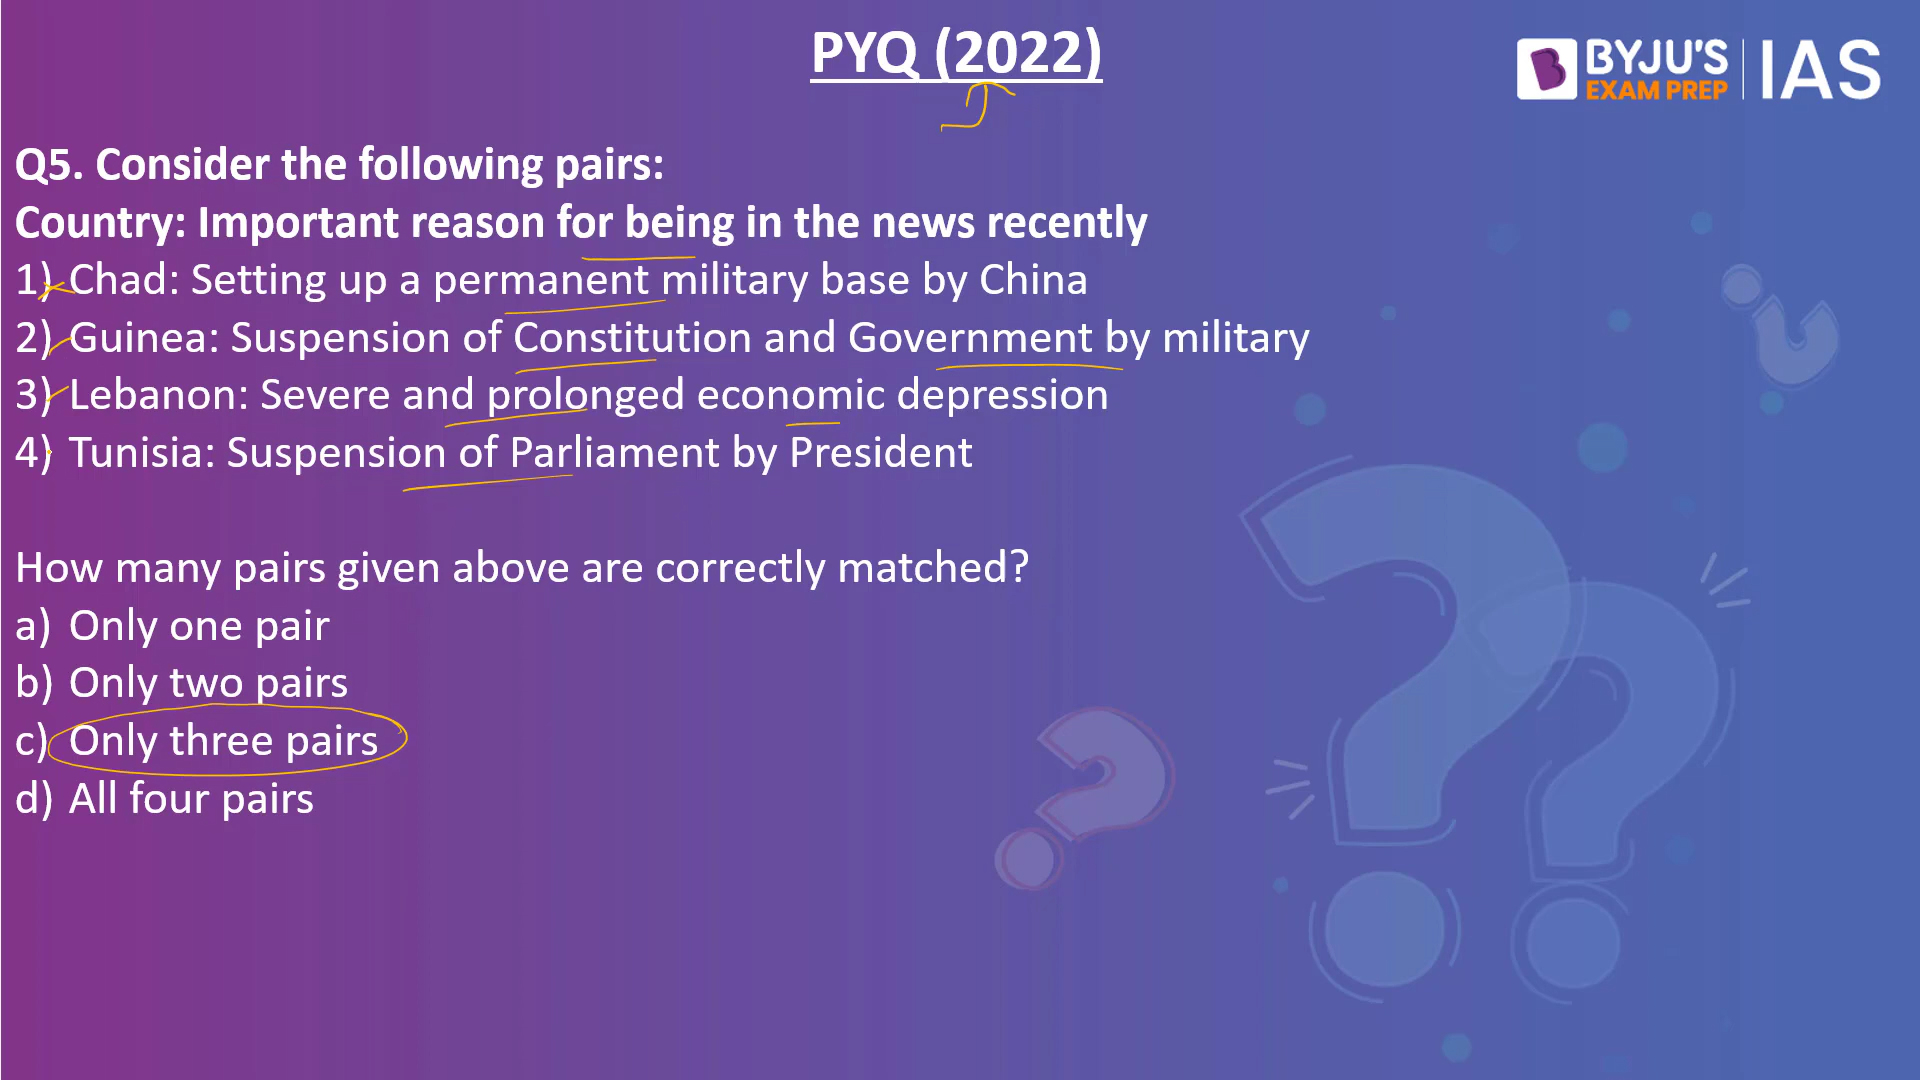 PYQ (2022)
BYJU'S
EXAM PREP
IAS
Q5. Consider the following pairs:
Country: Important reason for being in the news recently
1) Chad: Setting up a permanent military base by China
2) Guinea: Suspension of Constitution and Government by military
3) Lebanon: Severe and prolonged economic depression
4) Tunisia: Suspension of Parliament by President
How many pairs given above are correctly matched?
a) Only one pair
b) Only two pairs
c) Only three pairs
d) All four pairs